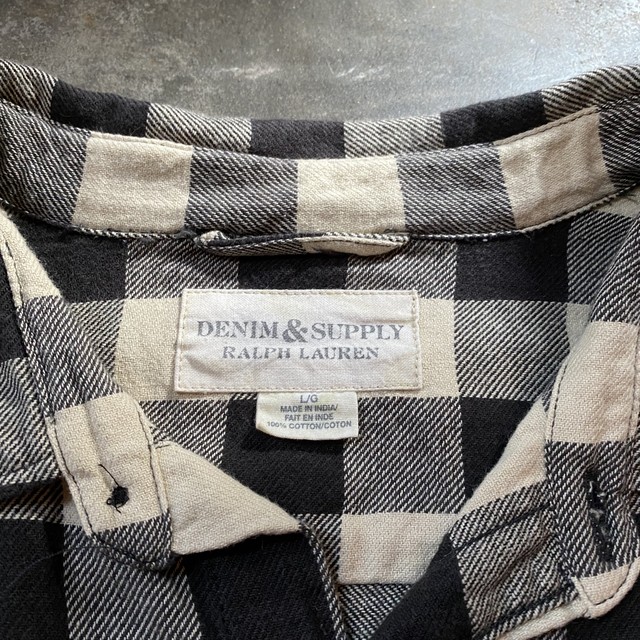 DENIM & SUPPLY
RALPH LAUREN
L/G
MADE IN INDIA/
FAIT EN INDE
100% COTTON/COTON